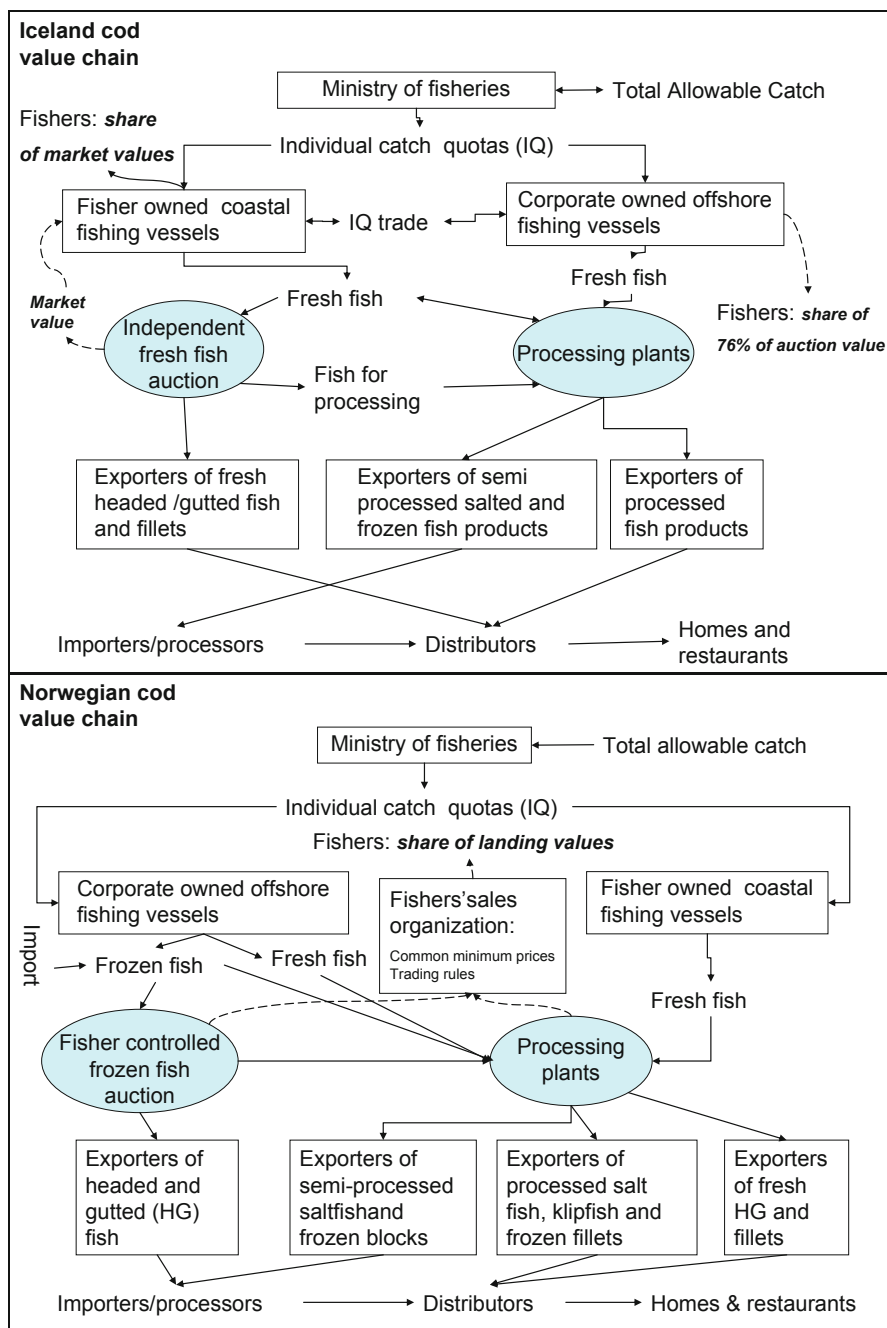 Iceland cod
value chain
Ministry of fisheries
Total Allowable Catch
Fishers: share
of market values
Individual catch quotas (IQ)
Fisher owned coastal
fishing vessels
IQ trade
Corporate owned offshore
fishing vessels
Fresh fish
Fresh fish
Market
value
Independent
fresh fish
auction
Processing plants
Fishers: share of
76% of auction value
Fish for
processing
Exporters of fresh
headed /gutted fish
and fillets
Exporters of semi
processed salted and
frozen fish products
Exporters of
processed
fish products
Importers/processors
Distributors
Homes and
restaurants
Norwegian cod
value chain
Ministry of fisheries
Total allowable catch
Individual catch quotas (IQ)
Fishers: share of landing values
Corporate owned offshore
fishing vessels
Fishers'sales
organization:
Common minimum prices
Trading rules
Fisher owned coastal
fishing vessels
Import
Frozen fish
Fresh fish
Fresh fish
Fisher controlled
frozen fish
auction
Processing
plants
Exporters of
headed and
gutted (HG)
fish
Exporters of
semi-processed
saltfishand
frozen blocks
Exporters of
processed salt
fish, klipfish and
frozen fillets
Exporters
of fresh
HG and
fillets
Importers/processors
Distributors
Homes & restaurants